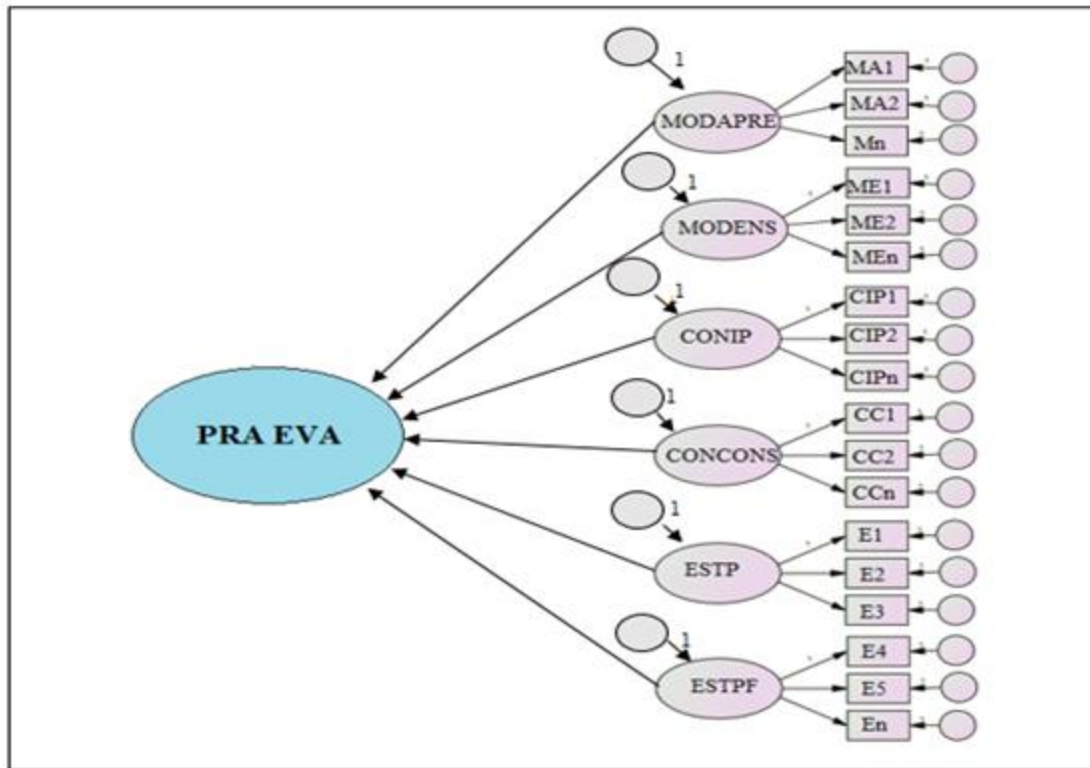 1
MA1
MODAPRE
MA2
Mn
1
ME1
MODENS
ME2
MEn
1
CIP1
CONIP
CIP2
CIPn
1
CC1
PRA EVA
CONCONS
CC2
CCn
1
E1
ESTP
E2
E3
1
E4
ESTPF
E5
En